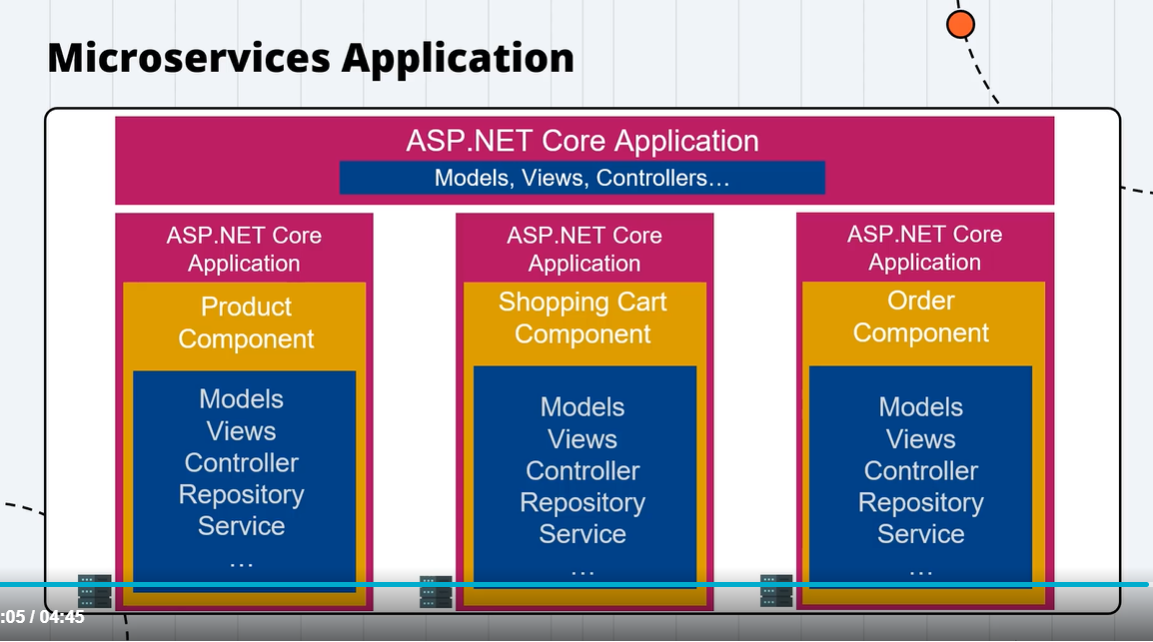 Microservices Application
ASP.NET Core Application
Models, Views, Controllers...
ASP.NET Core
Application
Product
Component
Models
Views
Controller
Repository
Service
...
ASP.NET Core
Application
Shopping Cart
Component
Models
Views
Controller
Repository
Service
...
ASP.NET Core
Application
Order
Component
Models
Views
Controller
Repository
Service
...
:05 / 04:45